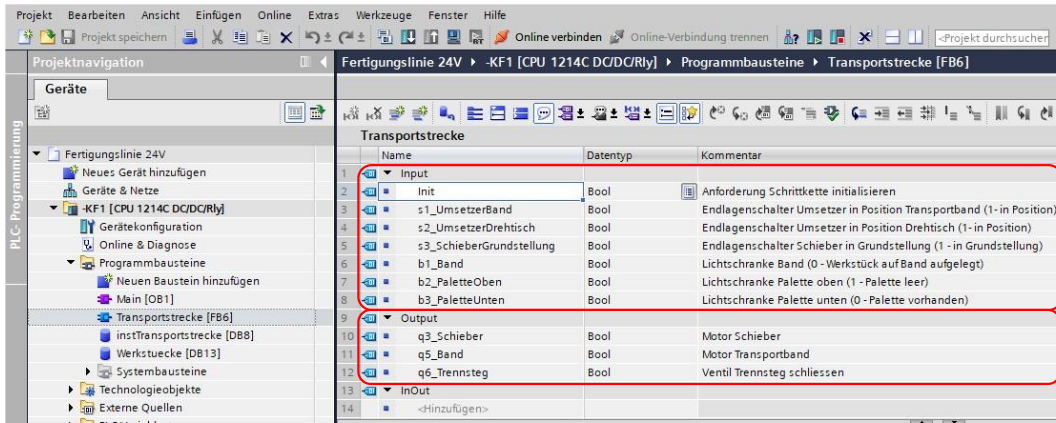 Projekt Bearbeiten Ansicht Einfügen Online Extras Werkzeuge Fenster Hilfe
Projekt speichern Online verbinden Online-Verbindung trennen <Projekt durchsuchen
Projektnavigation
Fertigungslinie 24V -KF1 [CPU 1214C DC/DC/Rly] Programmbausteine Transportstrecke [FB6]
Geräte
PLC-Programmierung
Fertigungslinie 24V
Neues Gerät hinzufügen
Geräte & Netze
-KF1 [CPU 1214C DC/DC/Rly]
Gerätekonfiguration
Online & Diagnose
Programmbausteine
Neuen Baustein hinzufügen
Main [OB1]
Transportstrecke [FB6]
instTransportstrecke [DB8]
Werkstuecke [DB13]
Systembausteine
Technologieobjekte
Externe Quellen
Transportstrecke
Name Datentyp Kommentar
1 Input
2 Init Bool Anforderung Schrittkette initialisieren
3 s1_UmsetzerBand Bool Endlagenschalter Umsetzer in Position Transportband (1- in Position)
4 s2_UmsetzerDrehtisch Bool Endlagenschalter Umsetzer in Position Drehtisch (1- in Position)
5 s3_SchieberGrundstellung Bool Endlagenschalter Schieber in Grundstellung (1 - in Grundstellung)
6 b1_Band Bool Lichtschranke Band (0 - Werkstück auf Band aufgelegt)
7 b2_PaletteOben Bool Lichtschranke Palette oben (1 - Palette leer)
8 b3_PaletteUnten Bool Lichtschranke Palette unten (0 - Palette vorhanden)
9 Output
10 q3_Schieber Bool Motor Schieber
11 q5_Band Bool Motor Transportband
12 q6_Trennsteg Bool Ventil Trennsteg schliessen
13 InOut
14 <Hinzufügen>